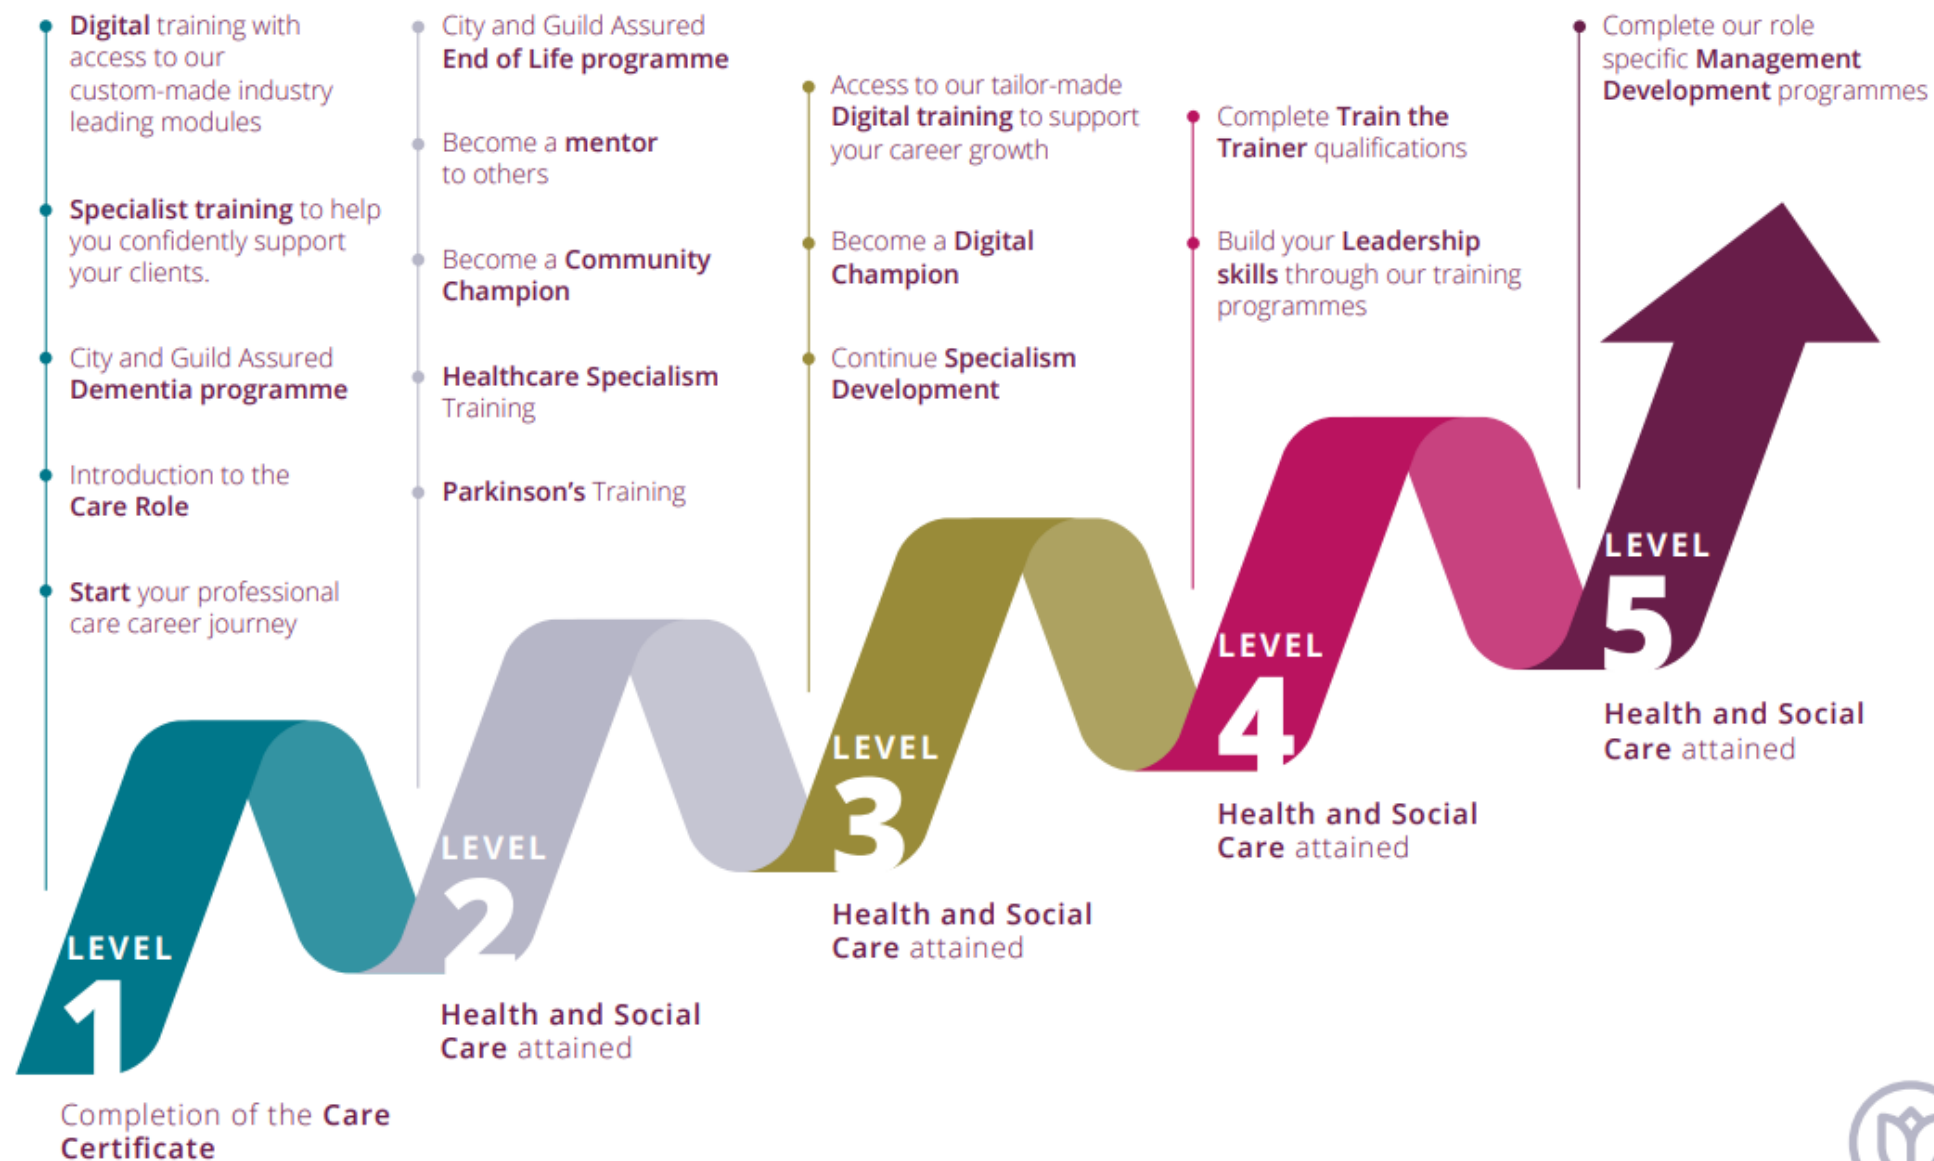 Digital training with
access to our
custom-made industry
leading modules
Specialist training to help
you confidently support
your clients.
City and Guild Assured
Dementia programme
Introduction to the
Care Role
Start your professional
care career journey
LEVEL
1
Completion of the Care
Certificate
City and Guild Assured
End of Life programme
Become a mentor
to others
Become a Community
Champion
Healthcare Specialism
Training
Parkinson’s Training
LEVEL
2
Health and Social
Care attained
Access to our tailor-made
Digital training to support
your career growth
Become a Digital
Champion
Continue Specialism
Development
LEVEL
3
Health and Social
Care attained
Complete Train the
Trainer qualifications
Build your Leadership
skills through our training
programmes
LEVEL
4
Health and Social
Care attained
Complete our role
specific Management
Development programmes
LEVEL
5
Health and Social
Care attained